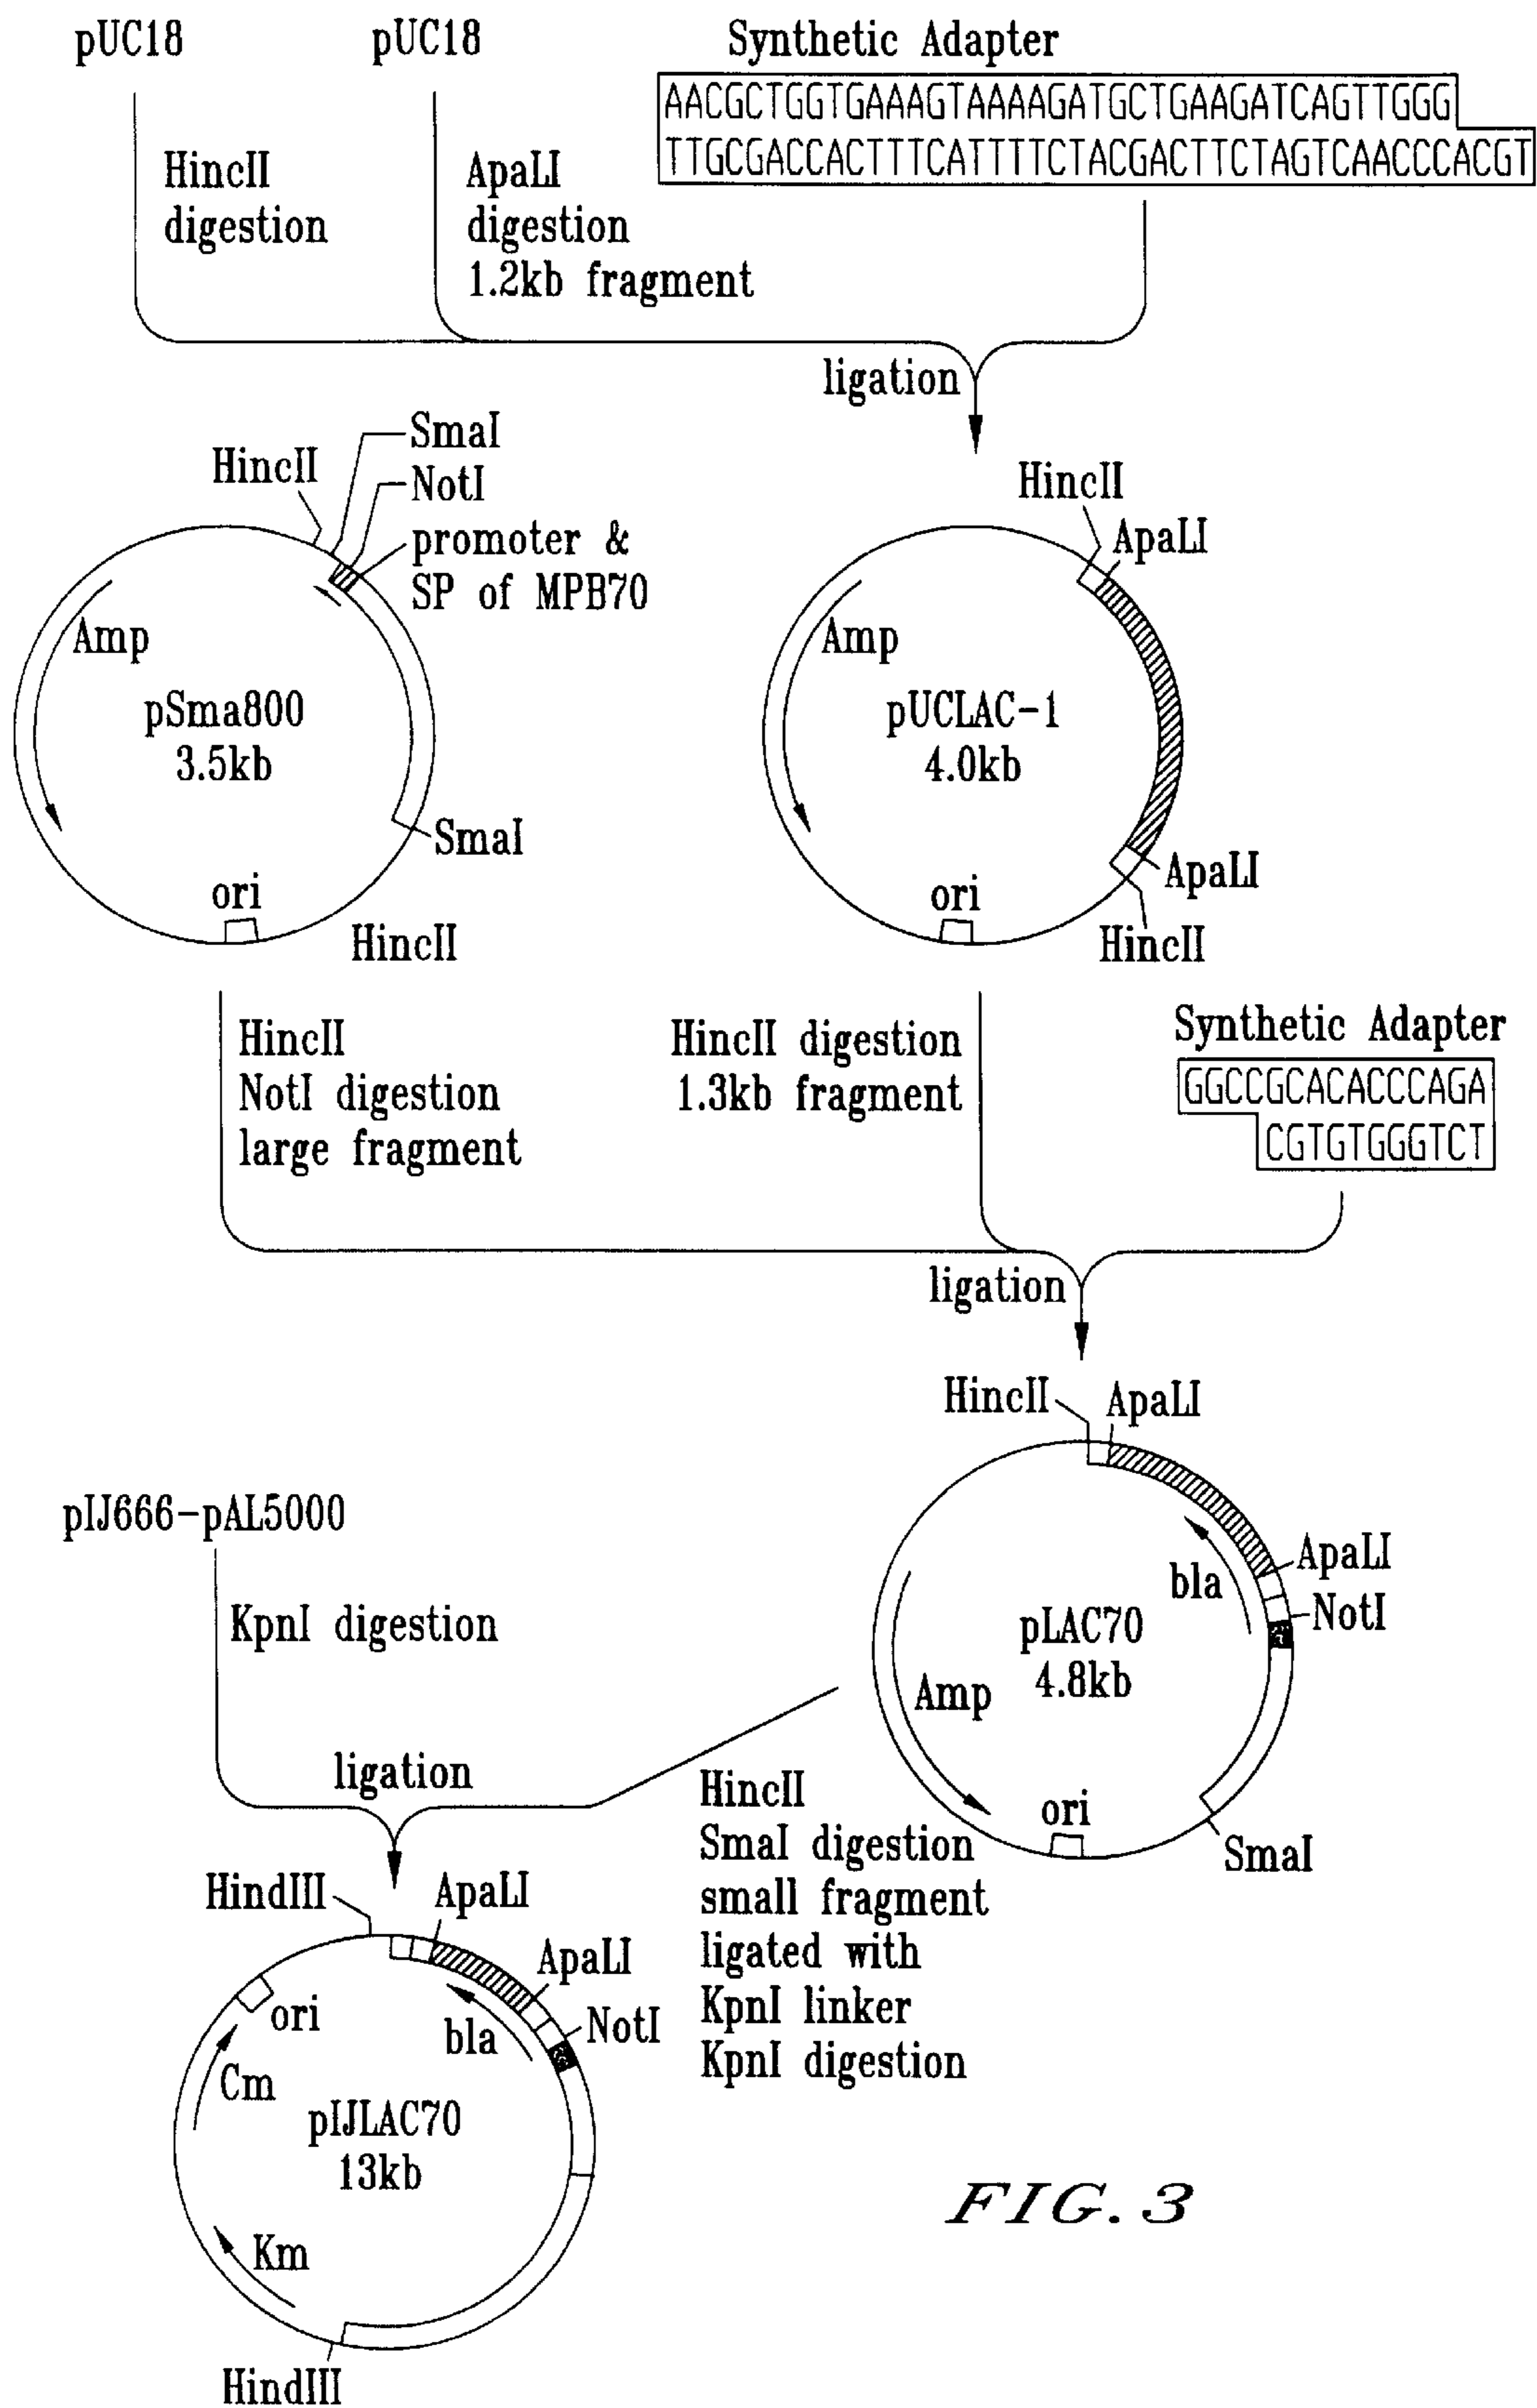 pUC18
pUC18
Synthetic Adapter
AACGCTGGTGAAAGTAAAAGATGCTGAAGATCAGTTGGG
TTGCGACCACTTTCATTTTCTACGACTTCTAGTCAACCCACGT
HincII
digestion
ApaLI
digestion
1.2kb fragment
ligation
SmaI
HincII
NotI
promoter &
SP of MPB70
Amp
pSma800
3.5kb
SmaI
ori
HincII
HincII
ApaLI
Amp
pUCLAC-1
4.0kb
ApaLI
ori
HincII
HincII
NotI digestion
large fragment
HincII digestion
1.3kb fragment
Synthetic Adapter
GGCCGCACACCCAGA
CGTGTGGGTCT
ligation
HincII
ApaLI
ApaLI
bla
NotI
pLAC70
4.8kb
Amp
ori
SmaI
pIJ666-pAL5000
KpnI digestion
ligation
HincII
SmaI digestion
small fragment
ligated with
KpnI linker
KpnI digestion
HindIII
ApaLI
ApaLI
ori
bla
NotI
Cm
pIJLAC70
13kb
Km
HindIII
FIG. 3